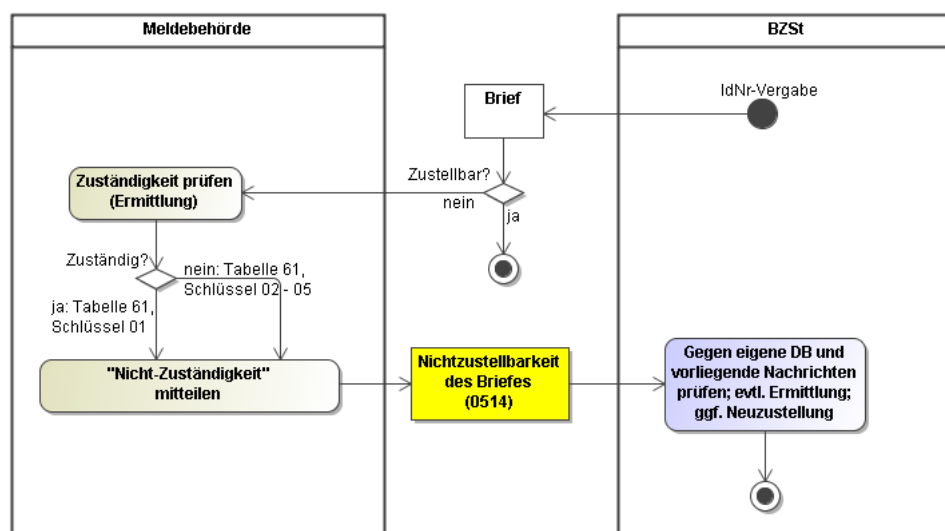 Meldebehörde
BZSt
IdNr-Vergabe
Brief
Zustellbar?
nein
ja
Zuständigkeit prüfen
(Ermittlung)
Zuständig?
nein: Tabelle 61,
Schlüssel 02 - 05
ja: Tabelle 61,
Schlüssel 01
"Nicht-Zuständigkeit"
mitteilen
Nichtzustellbarkeit
des Briefes
(0514)
Gegen eigene DB und
vorliegende Nachrichten
prüfen; evtl. Ermittlung;
ggf. Neuzustellung